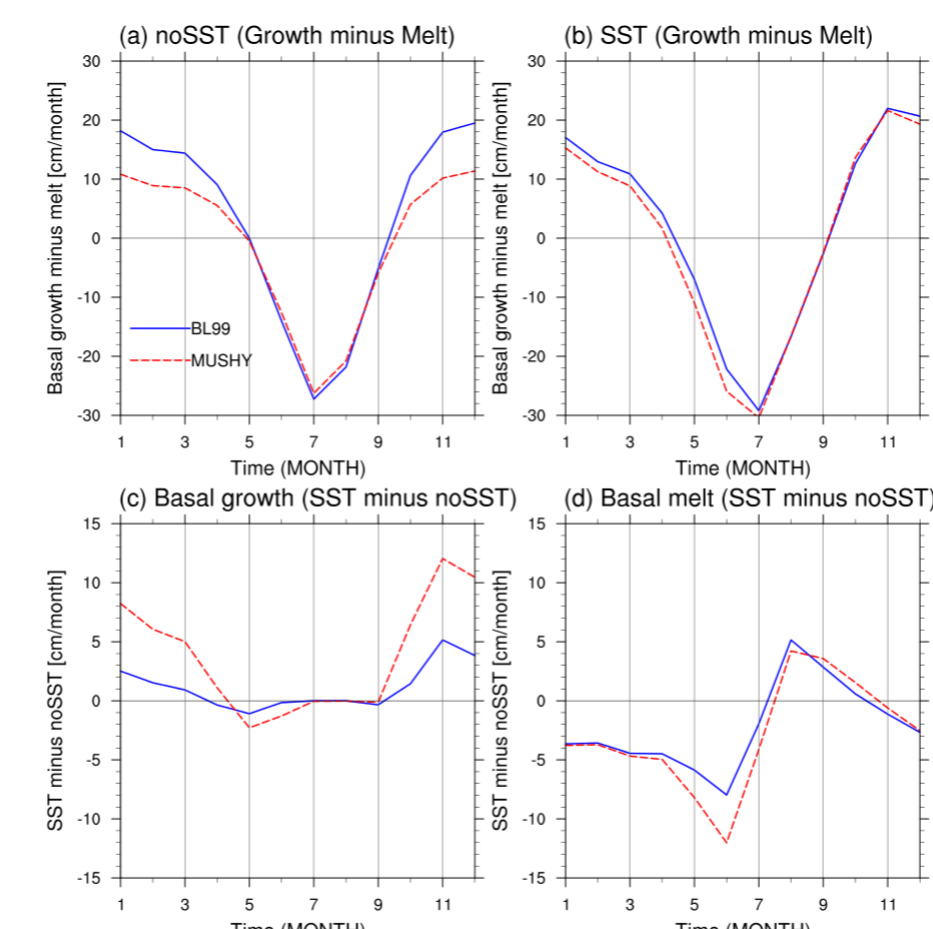 (a) noSST (Growth minus Melt)
Basal growth minus melt [cm/month]
30
20
10
0
-10
-20
-30
BL99
MUSHY
1 3 5 7 9 11
Time (MONTH)
(b) SST (Growth minus Melt)
Basal growth minus melt [cm/month]
30
20
10
0
-10
-20
-30
1 3 5 7 9 11
Time (MONTH)
(c) Basal growth (SST minus noSST)
SST minus noSST [cm/month]
15
10
5
0
-5
-10
-15
1 3 5 7 9 11
Time (MONTH)
(d) Basal melt (SST minus noSST)
SST minus noSST [cm/month]
15
10
5
0
-5
-10
-15
1 3 5 7 9 11
Time (MONTH)